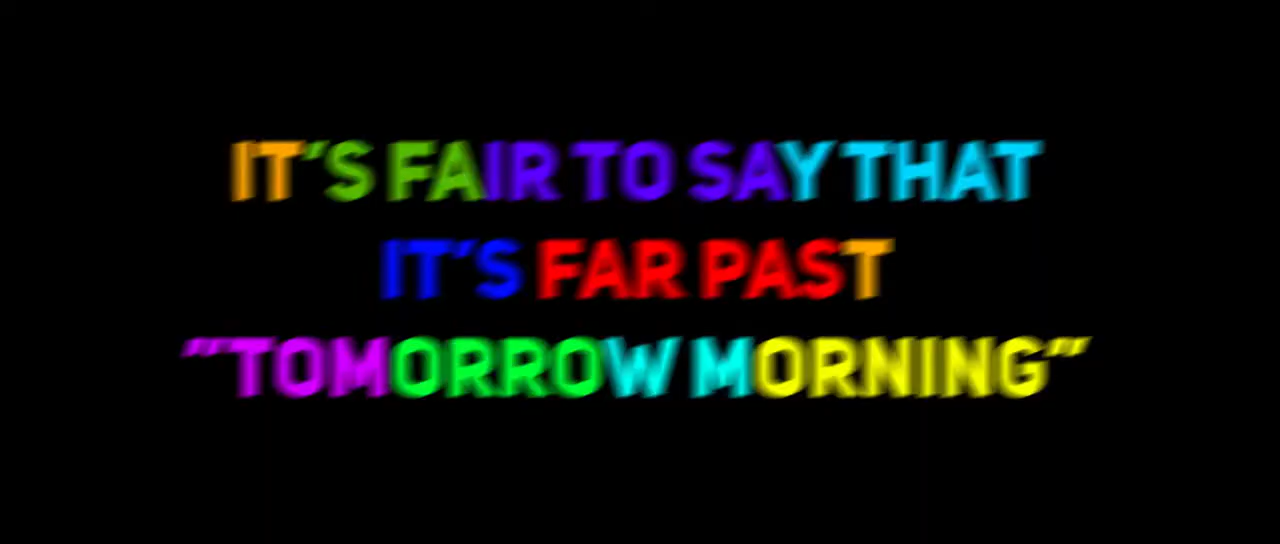 IT'S FAIR TO SAY THAT
IT'S FAR PAST
"TOMORROW MORNING"